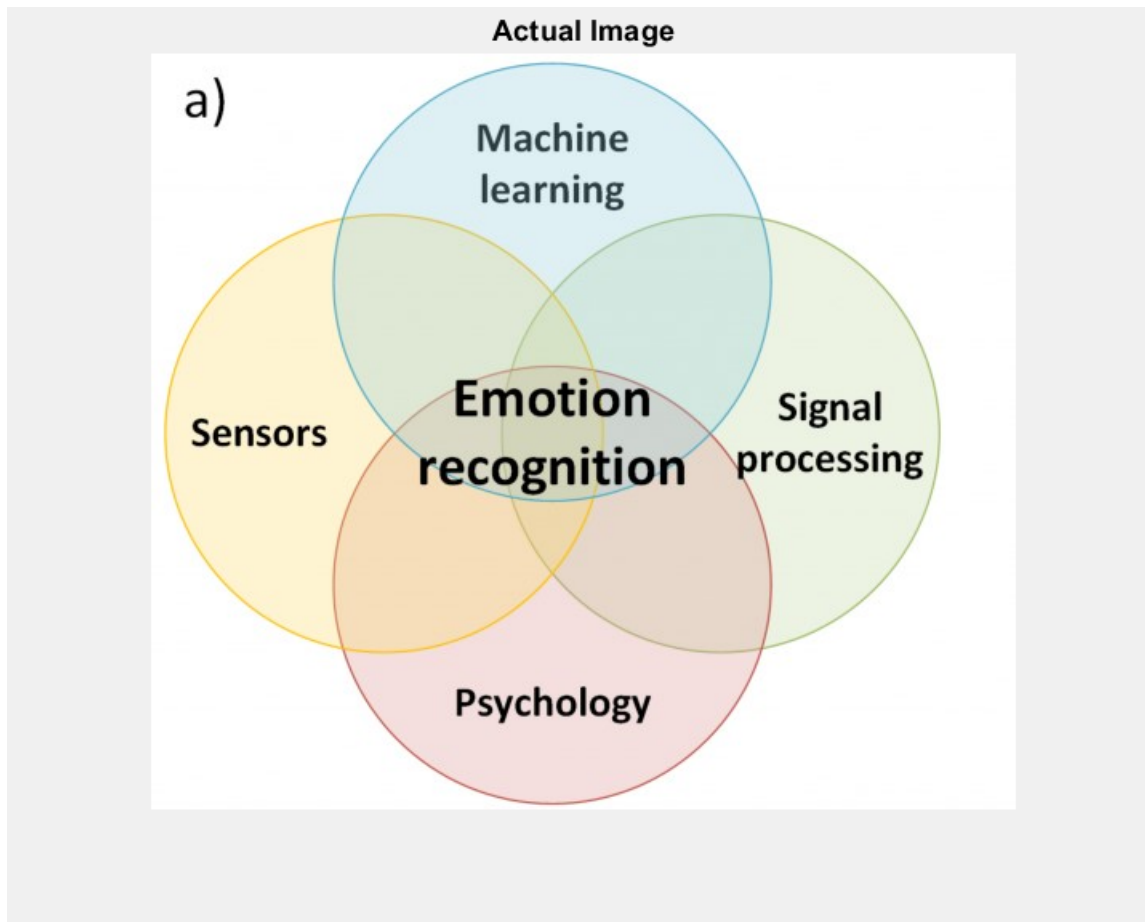 Actual Image
a)
Machine
learning
Sensors
Emotion
recognition
Signal
processing
Psychology